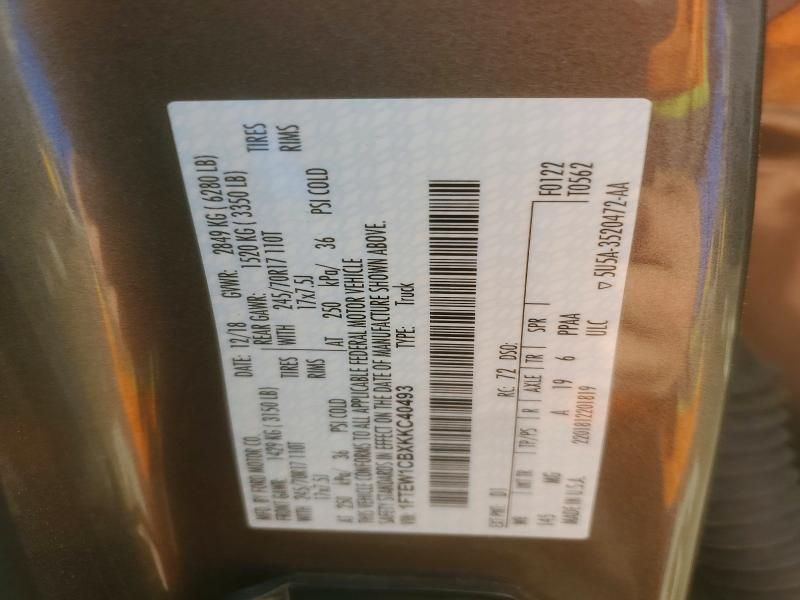 MFD. BY FORD MOTOR CO. DATE: 12/18 GVWR: 2849 KG ( 6280 LB)
FRONT GAWR: 1429 KG ( 3150 LB) REAR GAWR: 1520 KG ( 3350 LB)
WITH 245/70R17 110T TIRES WITH 245/70R17 110T TIRES
17x7.5J RIMS 17x7.5J RIMS
AT 250 kPa/ 36 PSI COLD AT 250 kPa/ 36 PSI COLD
THIS VEHICLE CONFORMS TO ALL APPLICABLE FEDERAL MOTOR VEHICLE
SAFETY STANDARDS IN EFFECT ON THE DATE OF MANUFACTURE SHOWN ABOVE.
VIN: 1FTEW1CBXKKC40493 TYPE: Truck
EXT PNT: D1 RC: 72 DSO: F0122
WB INT TR TP/PS R AXLE TR SPR T0562
145 MG A 19 6 PPAA
MADE IN U.S.A. 2201812201819 ULC ▽ 5U5A-3520472-AA